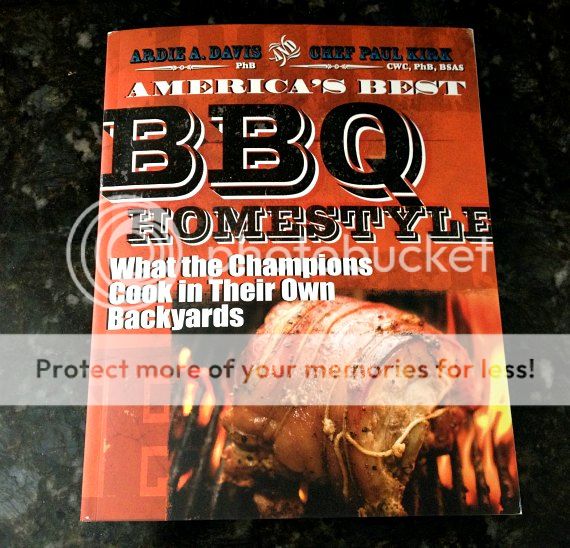 ARDIE A. DAVIS AND CHEF PAUL KIRK
PhB CWC, PhB, BSAS
AMERICA'S BEST
BBQ
HOMESTYLE
photobucket
What the Champions
Cook in Their Own
Backyards
Protect more of your memories for less!